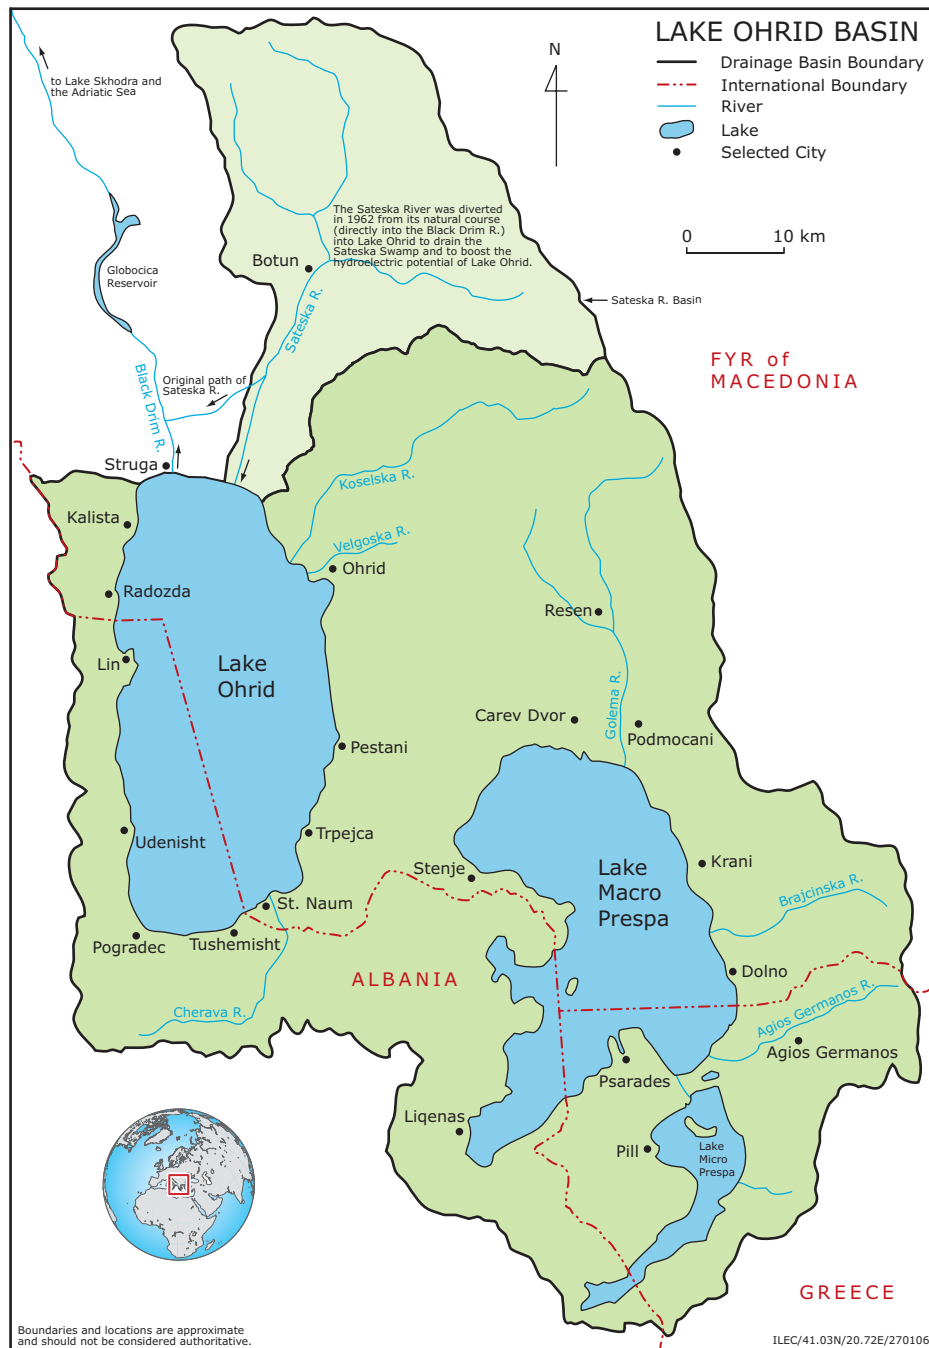 LAKE OHRID BASIN
Drainage Basin Boundary
International Boundary
River
Lake
Selected City
N
0 10 km
to Lake Skhodra and
the Adriatic Sea
Globocica
Reservoir
The Sateska River was diverted
in 1962 from its natural course
(directly into the Black Drim R.)
into Lake Ohrid to drain the
Sateska Swamp and to boost the
hydroelectric potential of Lake Ohrid.
Botun
Sateska R.
Sateska R. Basin
FYR of
MACEDONIA
Black Drim R.
Original path of
Sateska R.
Struga
Koselska R.
Kalista
Velgoska R.
Ohrid
Radozda
Resen
Lin
Lake
Ohrid
Golema R.
Carev Dvor
Podmocani
Pestani
Udenisht
Trpejca
Stenje
Krani
Lake
Macro
Prespa
Brajcinska R.
St. Naum
Pogradec
Tushemisht
ALBANIA
Dolno
Cherava R.
Agios Germanos R.
Agios Germanos
Psarades
Liqenas
Pill
Lake
Micro
Prespa
GREECE
Boundaries and locations are approximate
and should not be considered authoritative.
ILEC/41.03N/20.72E/270106